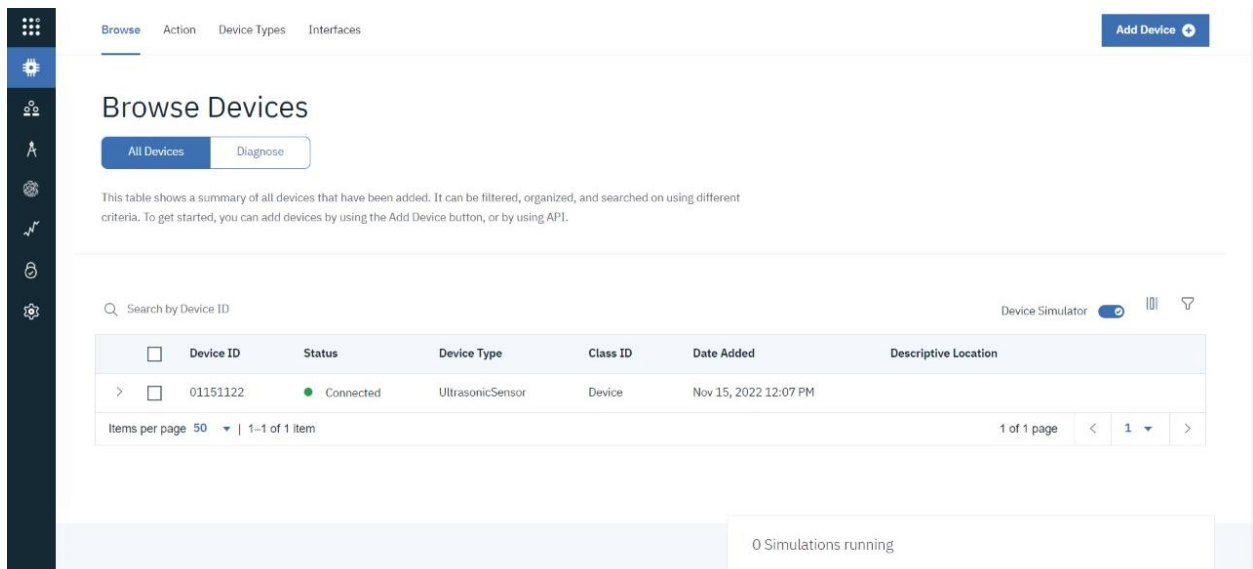 Browse Action Device Types Interfaces Add Device
Browse Devices
All Devices Diagnose
This table shows a summary of all devices that have been added. It can be filtered, organized, and searched on using different
criteria. To get started, you can add devices by using the Add Device button, or by using API.
Search by Device ID Device Simulator
Device ID Status Device Type Class ID Date Added Descriptive Location
01151122 Connected UltrasonicSensor Device Nov 15, 2022 12:07 PM
Items per page 50 | 1–1 of 1 item 1 of 1 page 1
0 Simulations running